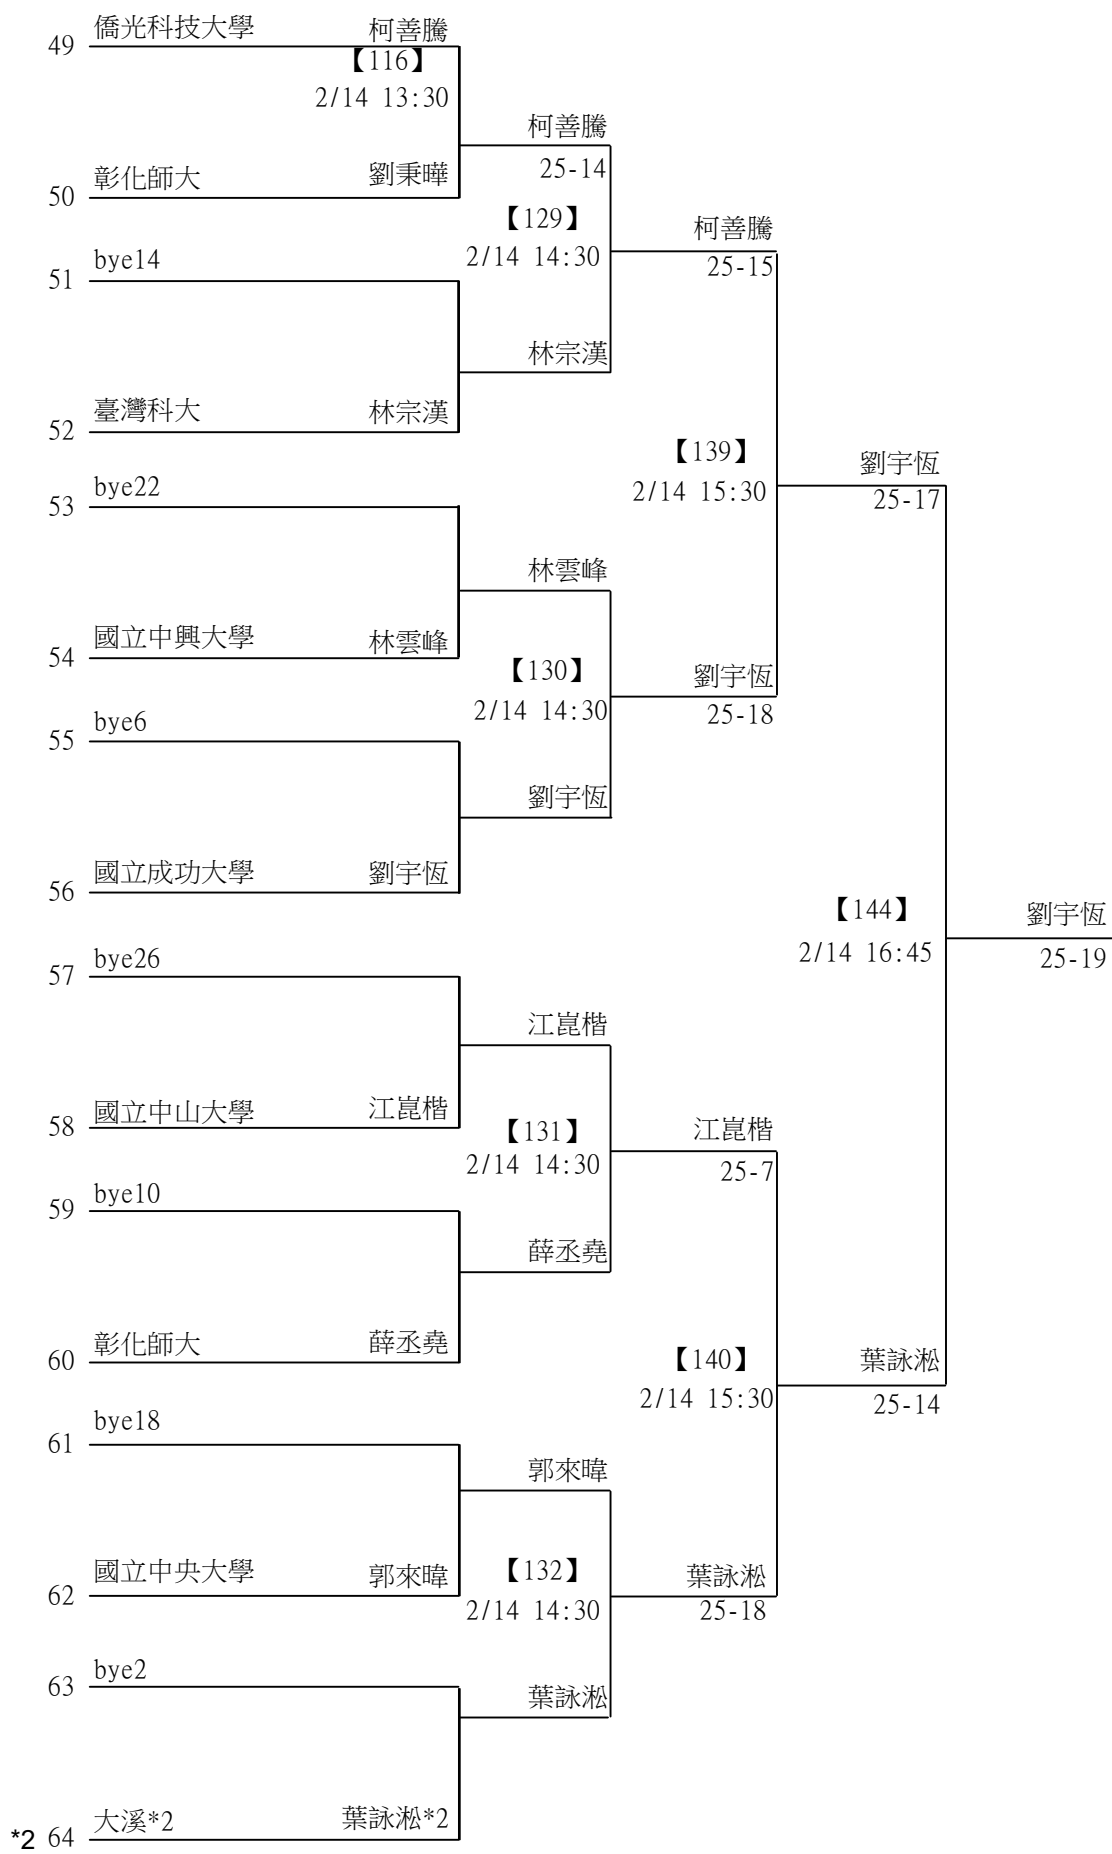 49 僑光科技大學 柯善騰
【116】
2/14 13:30
柯善騰
25-14
50 彰化師大 劉秉曄
【129】
2/14 14:30
柯善騰
25-15
51 bye14
林宗漢
52 臺灣科大 林宗漢
【139】
2/14 15:30
劉宇恆
25-17
53 bye22
林雲峰
54 國立中興大學 林雲峰
【130】
2/14 14:30
劉宇恆
25-18
55 bye6
劉宇恆
56 國立成功大學 劉宇恆
【144】
2/14 16:45
劉宇恆
25-19
57 bye26
江崑楷
58 國立中山大學 江崑楷
【131】
2/14 14:30
江崑楷
25-7
59 bye10
薛丞堯
60 彰化師大 薛丞堯
【140】
2/14 15:30
葉詠淞
25-14
61 bye18
郭來暐
62 國立中央大學 郭來暐
【132】
2/14 14:30
葉詠淞
25-18
63 bye2
葉詠淞
*2 64 大溪*2 葉詠淞*2